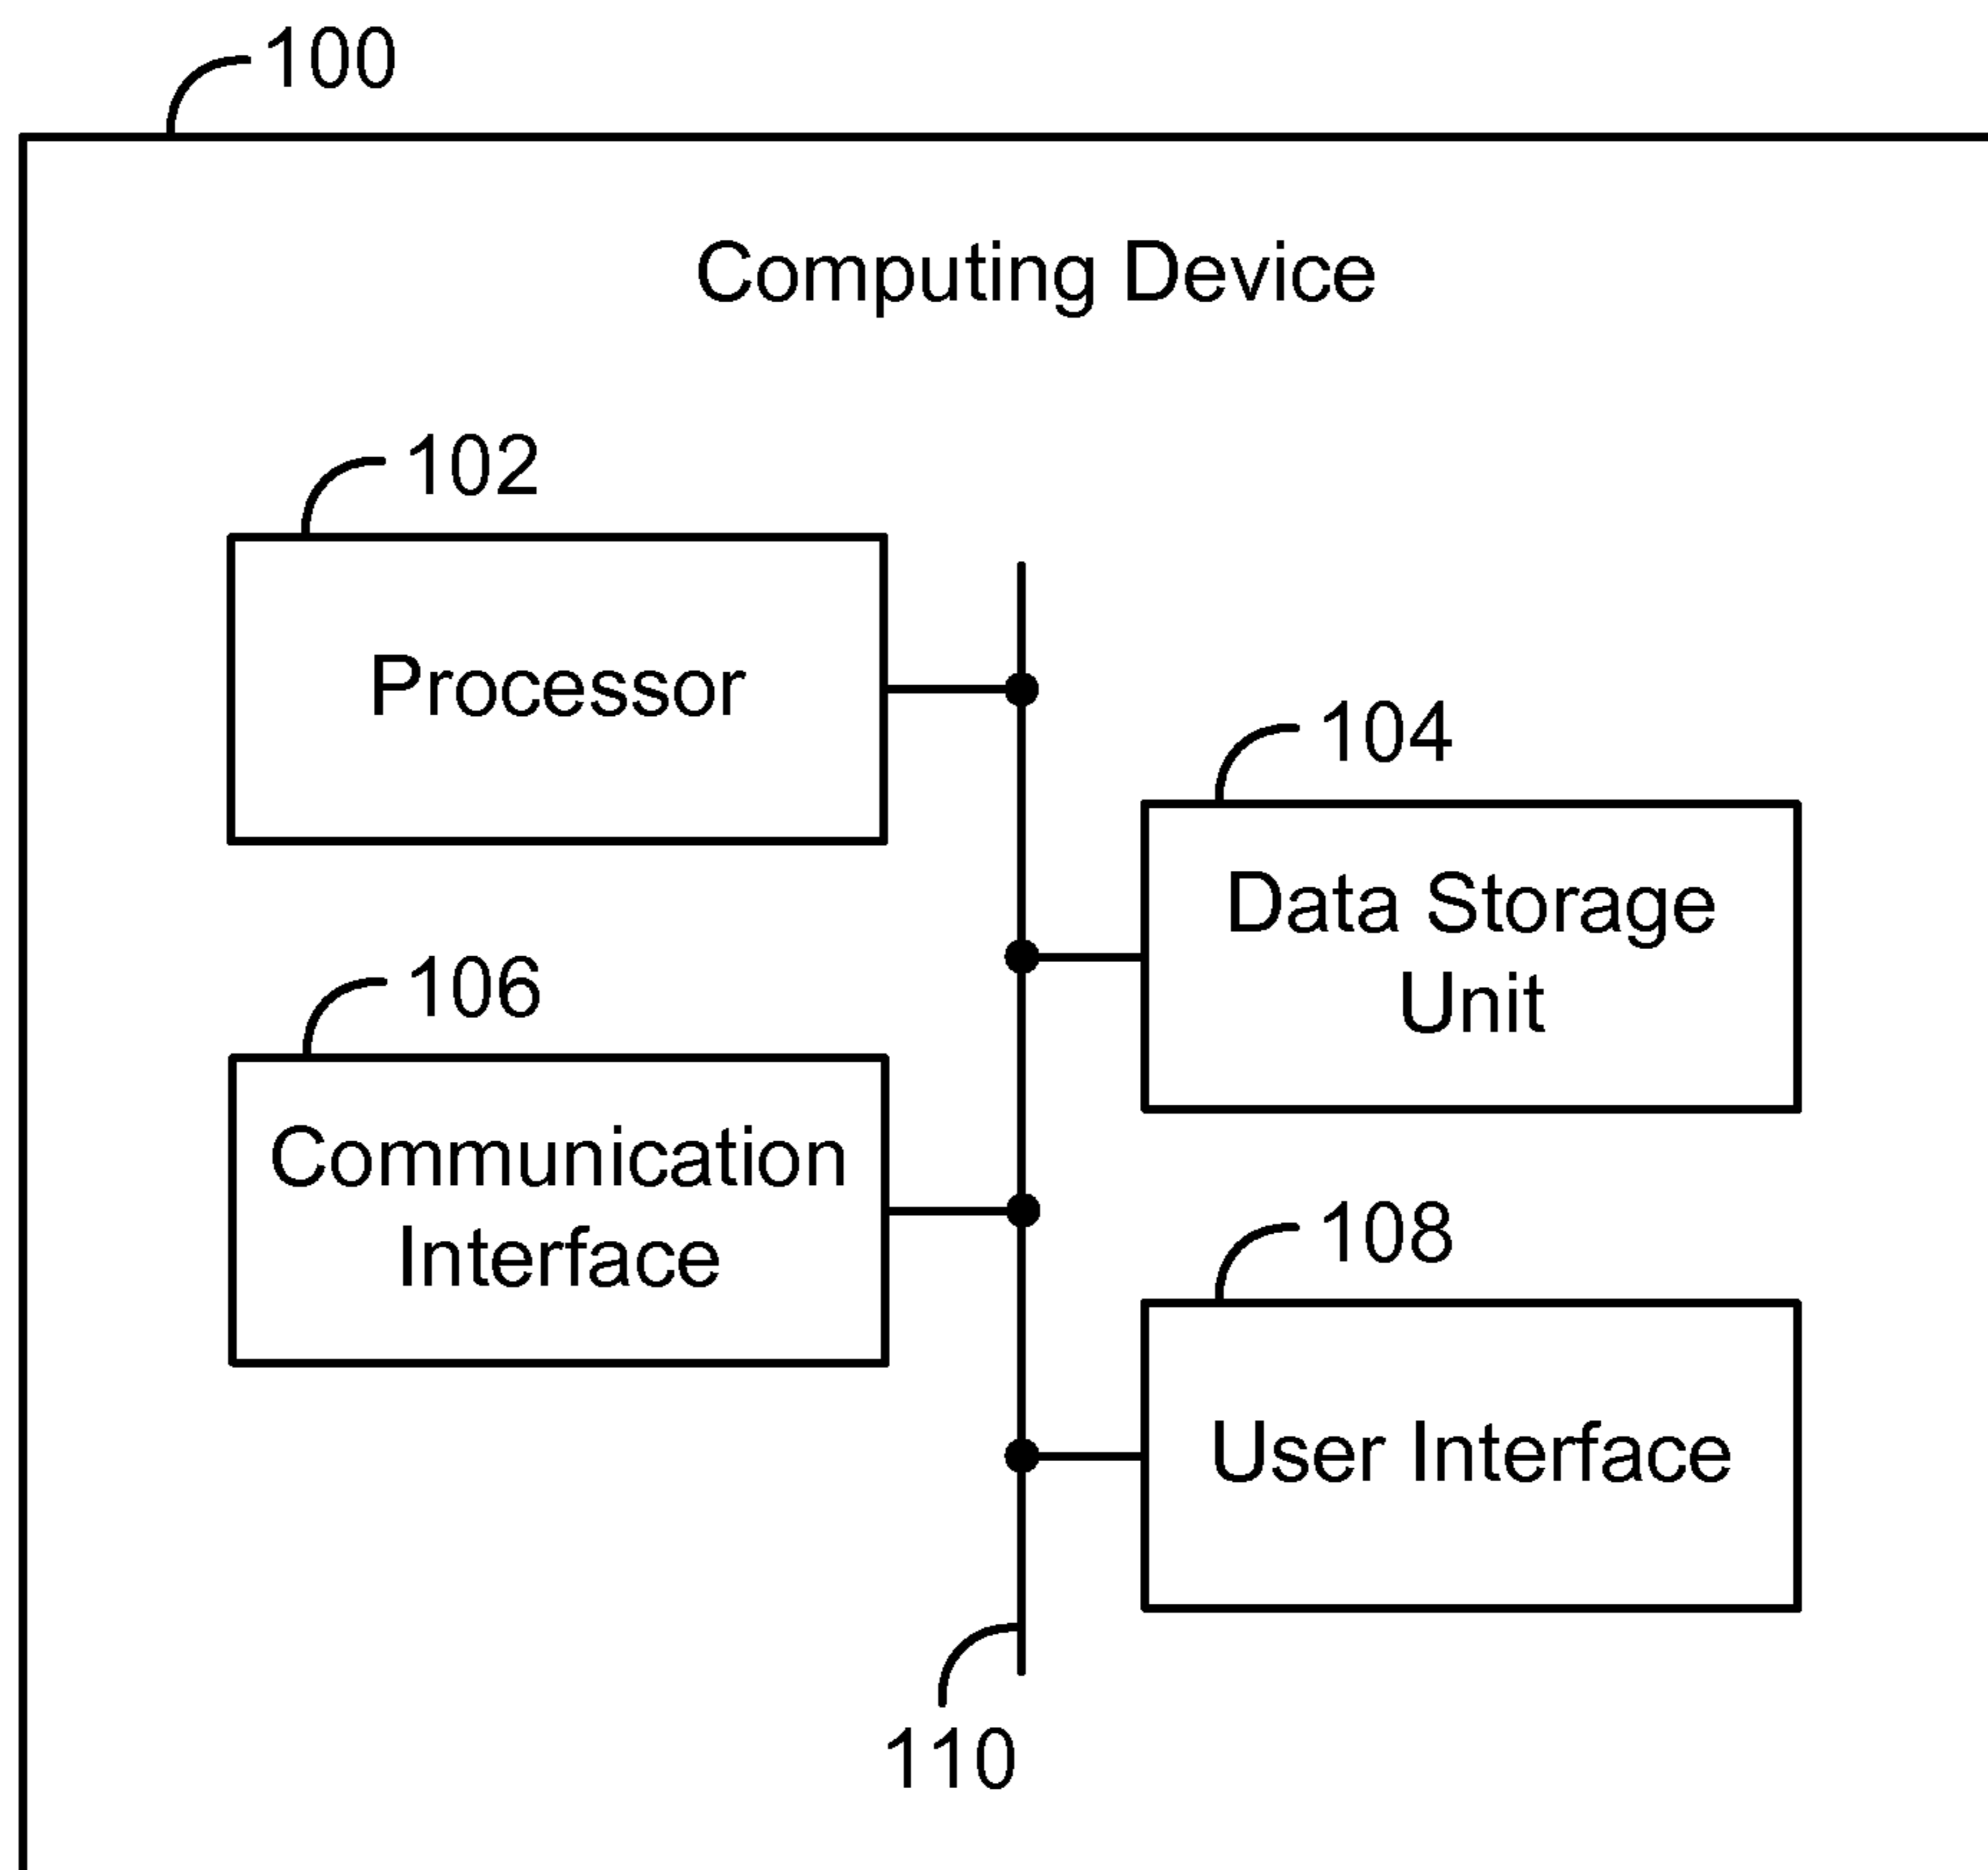 100
Computing Device
102
Processor
104
Data Storage
Unit
106
Communication
Interface
108
User Interface
110